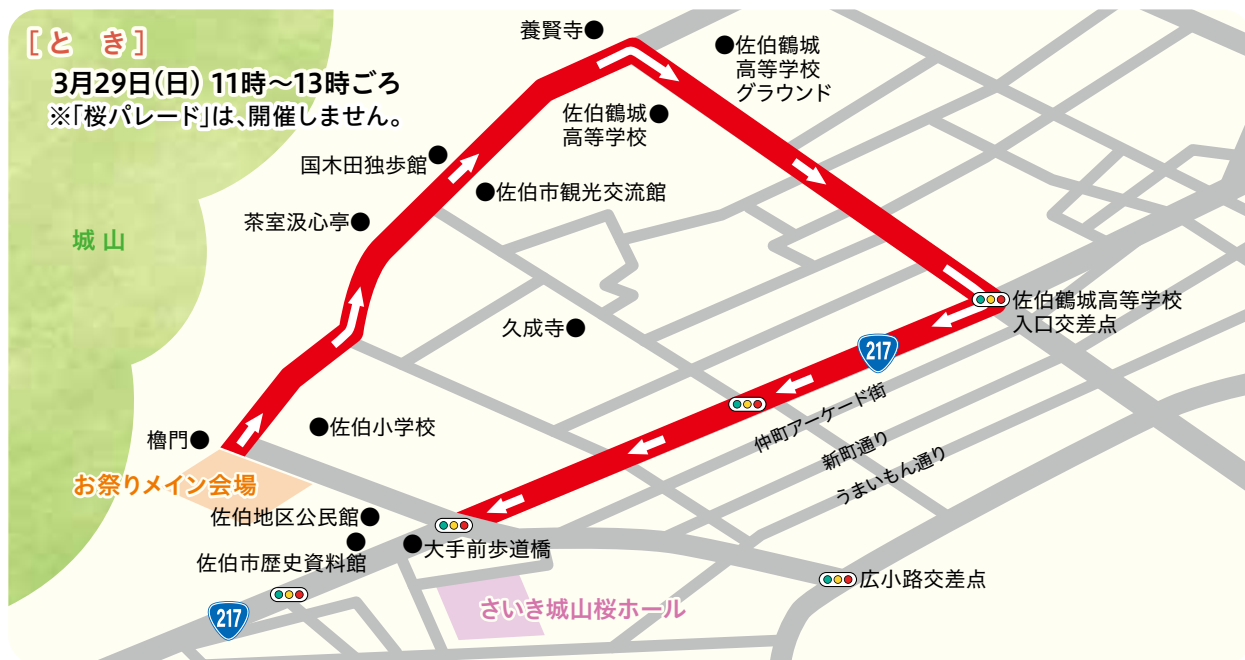 [と き]
3月29日(日) 11時~13時ごろ
※「桜パレード」は、開催しません。
養賢寺
佐伯鶴城
高等学校
グラウンド
佐伯鶴城
高等学校
国木田独歩館
佐伯市観光交流館
茶室汲心亭
城山
佐伯鶴城高等学校
入口交差点
久成寺
217
仲町アーケード街
新町通り
うまいもん通り
佐伯小学校
櫓門
お祭りメイン会場
佐伯地区公民館
佐伯市歴史資料館
大手前歩道橋
広小路交差点
さいき城山桜ホール
217